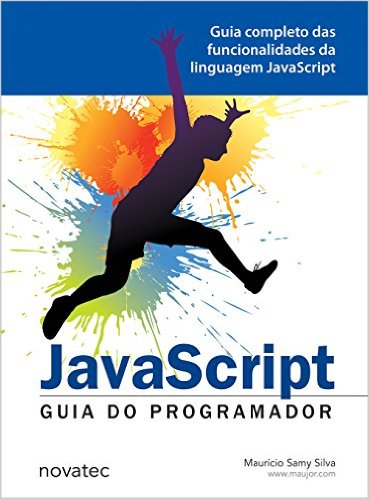 Guia completo das
funcionalidades da
linguagem JavaScript
JavaScript
GUIA DO PROGRAMADOR
novatec
Maurício Samy Silva
www.maujor.com